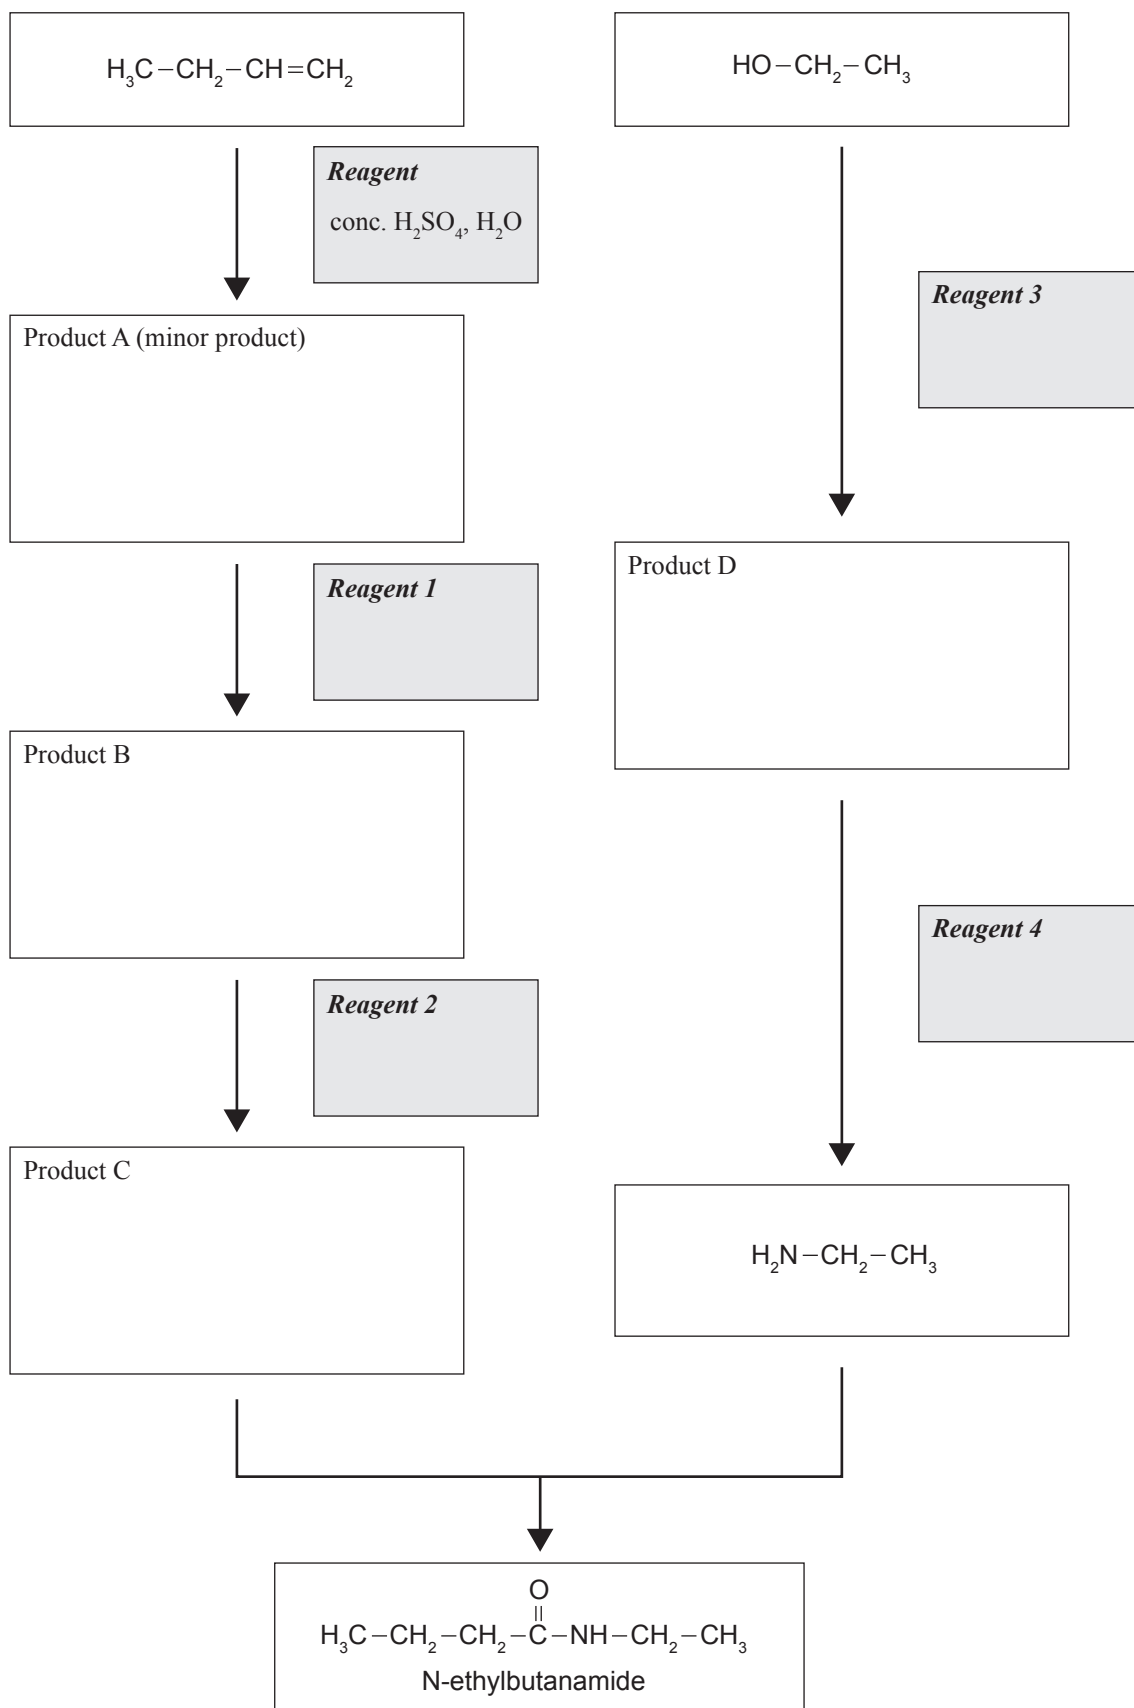 H₃C–CH₂–CH=CH₂
HO–CH₂–CH₃
Reagent
conc. H₂SO₄, H₂O
Reagent 3
Product A (minor product)
Reagent 1
Product D
Product B
Reagent 4
Reagent 2
Product C
H₂N–CH₂–CH₃
O
||
H₃C–CH₂–CH₂–C–NH–CH₂–CH₃
N-ethylbutanamide